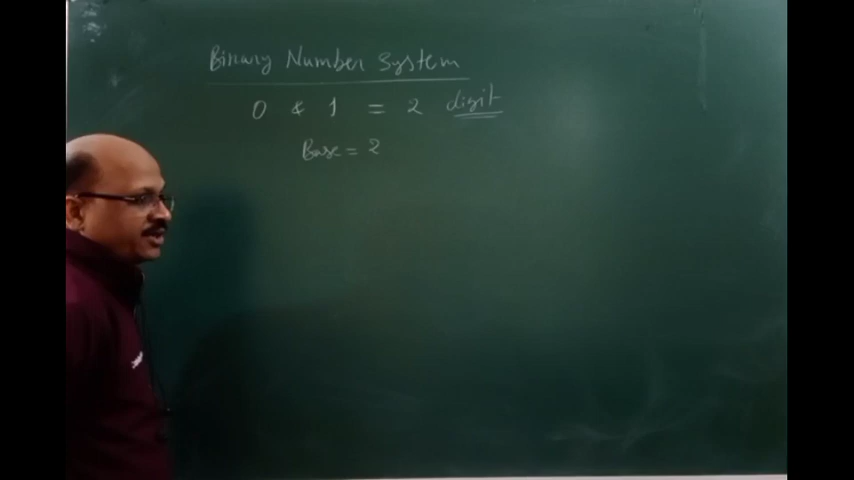 Binary Number System
0 & 1 = 2 digit
Base = 2